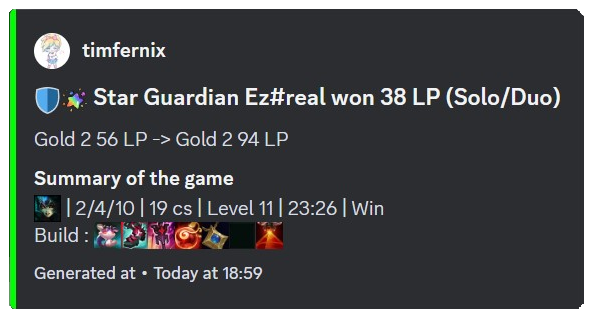 timfernix
Star Guardian Ez#real won 38 LP (Solo/Duo)
Gold 2 56 LP -> Gold 2 94 LP
Summary of the game
| 2/4/10 | 19 cs | Level 11 | 23:26 | Win
Build :
Generated at • Today at 18:59